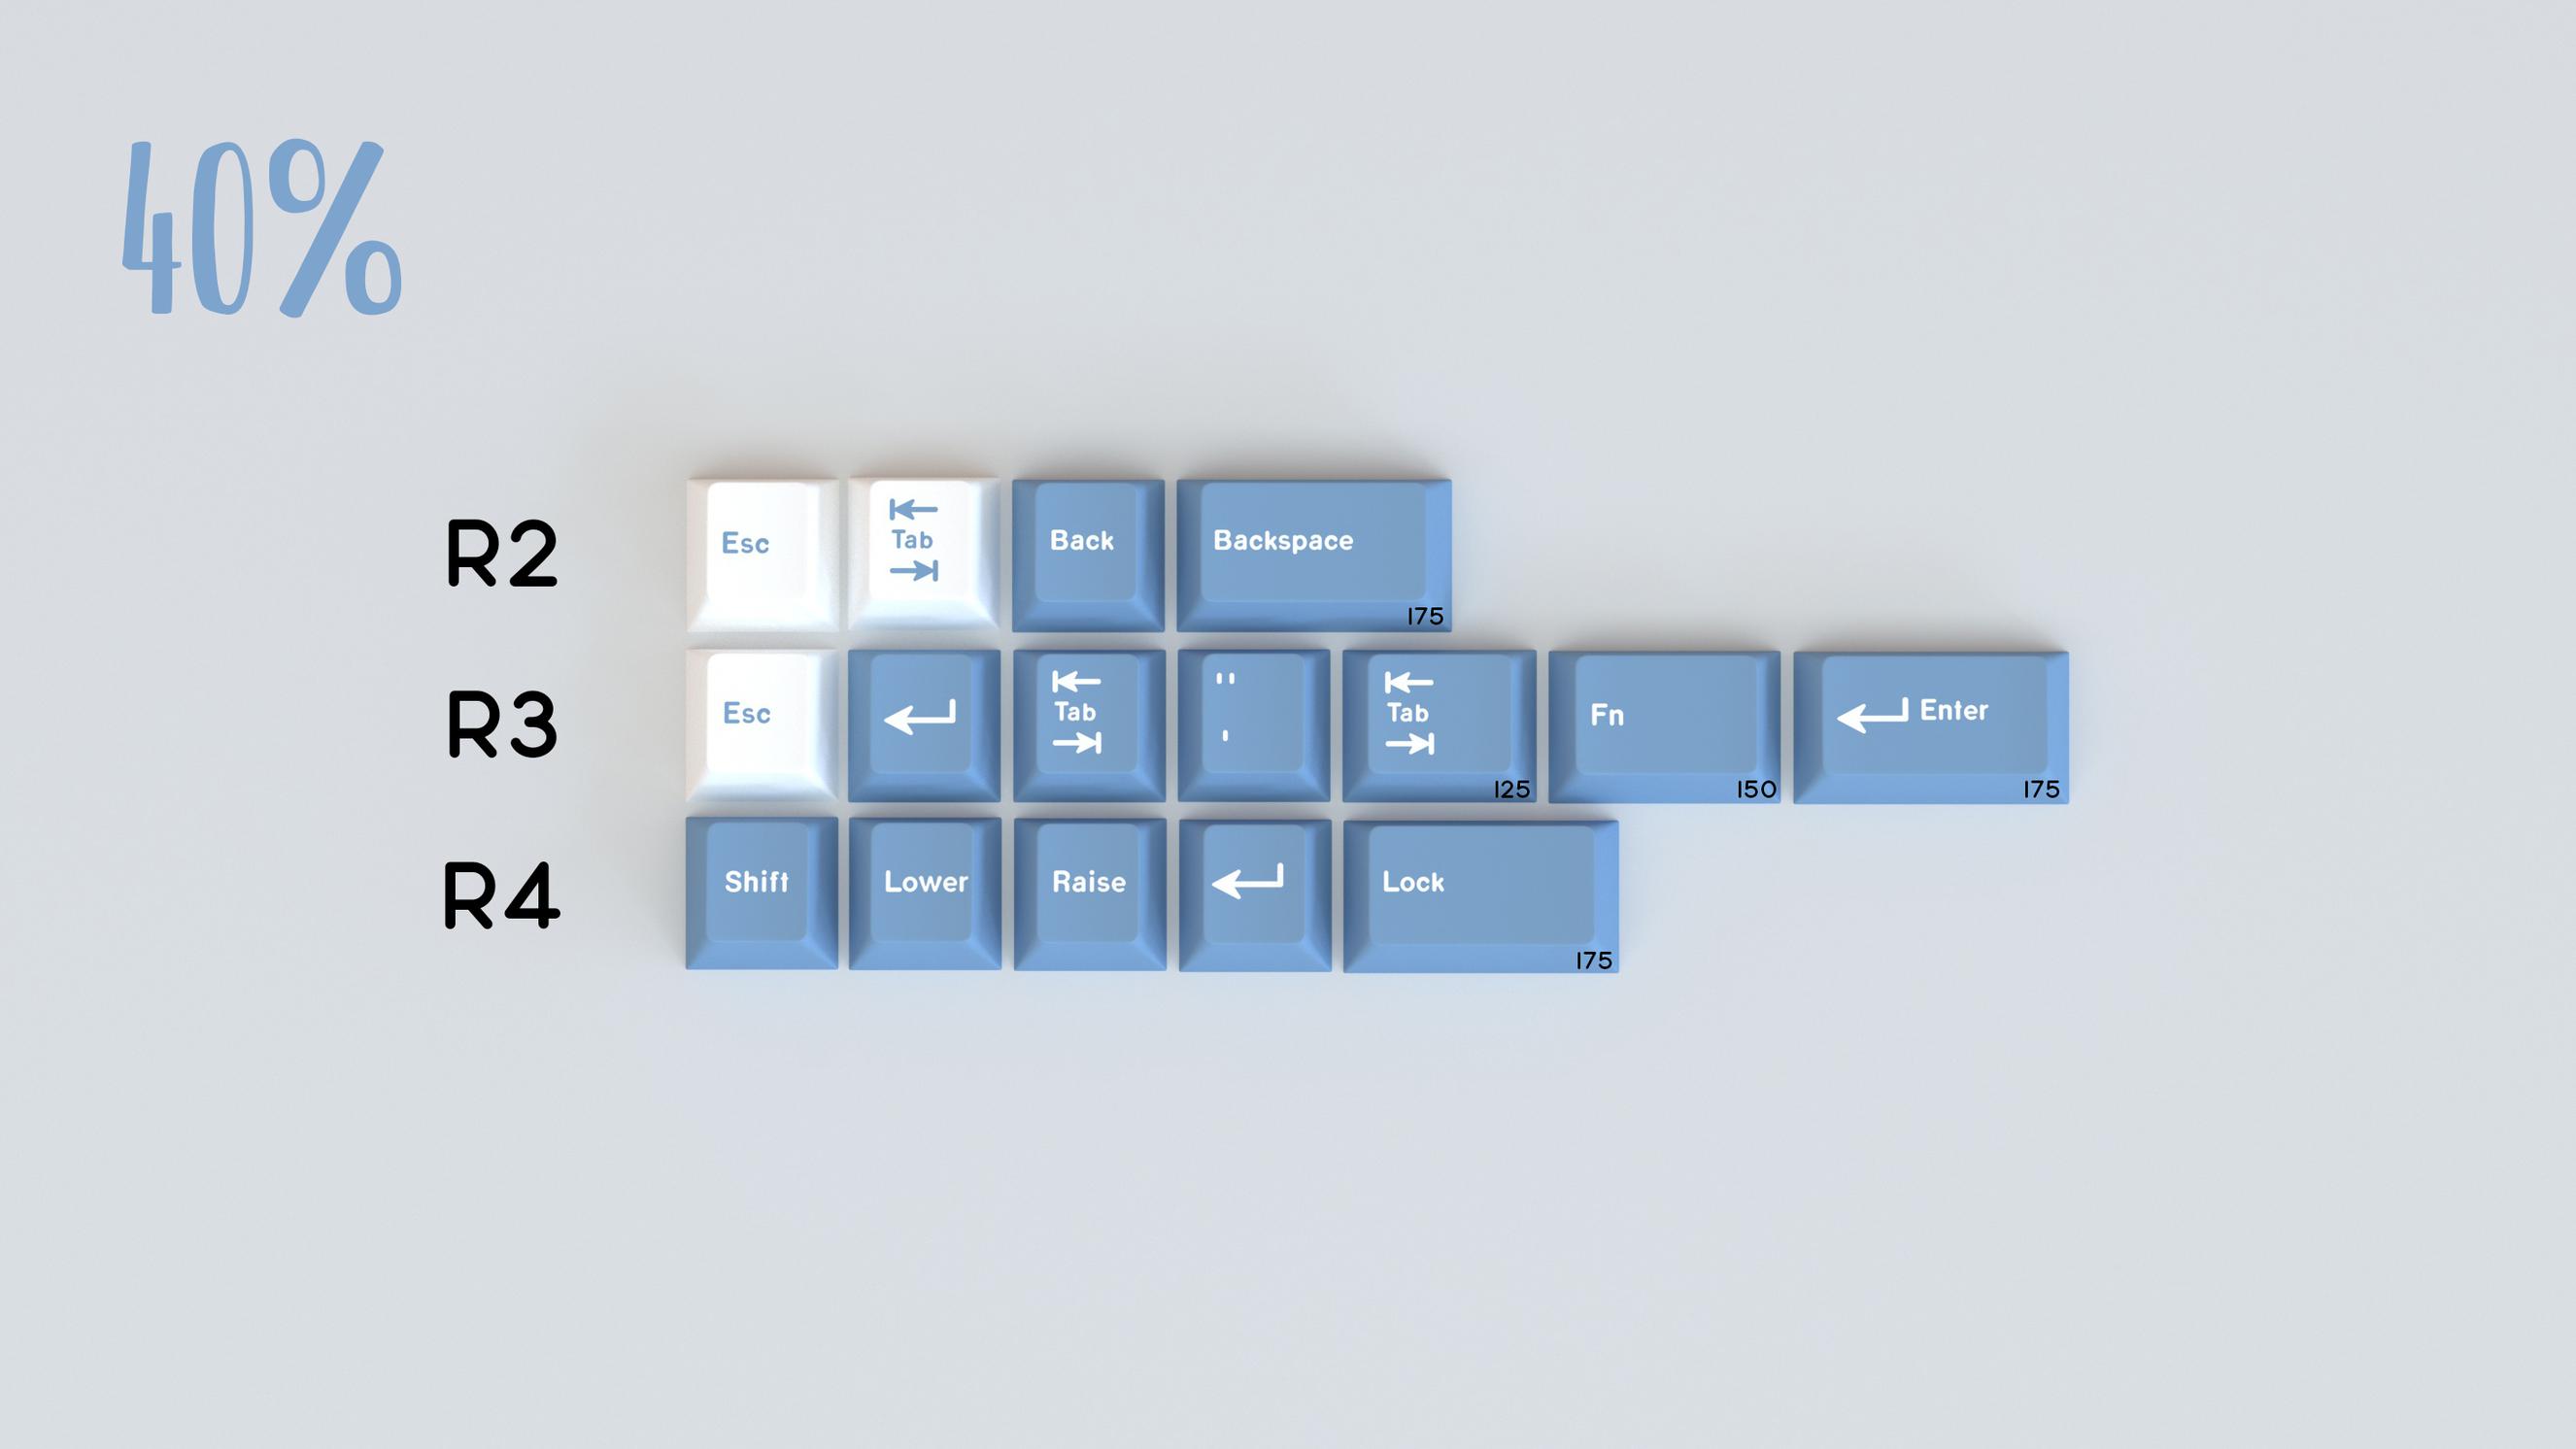 40%
R2
Esc
Tab
Back
Backspace
175
R3
Esc
Tab
"
'
Tab
125
Fn
150
Enter
175
R4
Shift
Lower
Raise
Lock
175